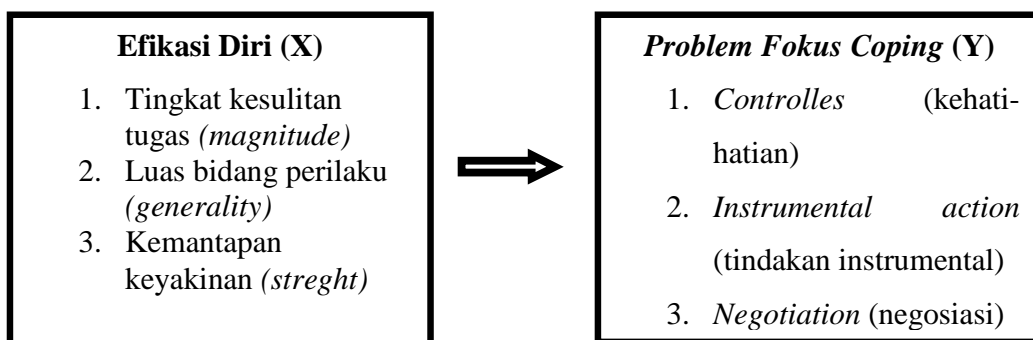 Efikasi Diri (X)
1. Tingkat kesulitan
tugas (magnitude)
2. Luas bidang perilaku
(generality)
3. Kemantapan
keyakinan (streght)
Problem Fokus Coping (Y)
1. Controlles (kehati-
hatian)
2. Instrumental action
(tindakan instrumental)
3. Negotiation (negosiasi)